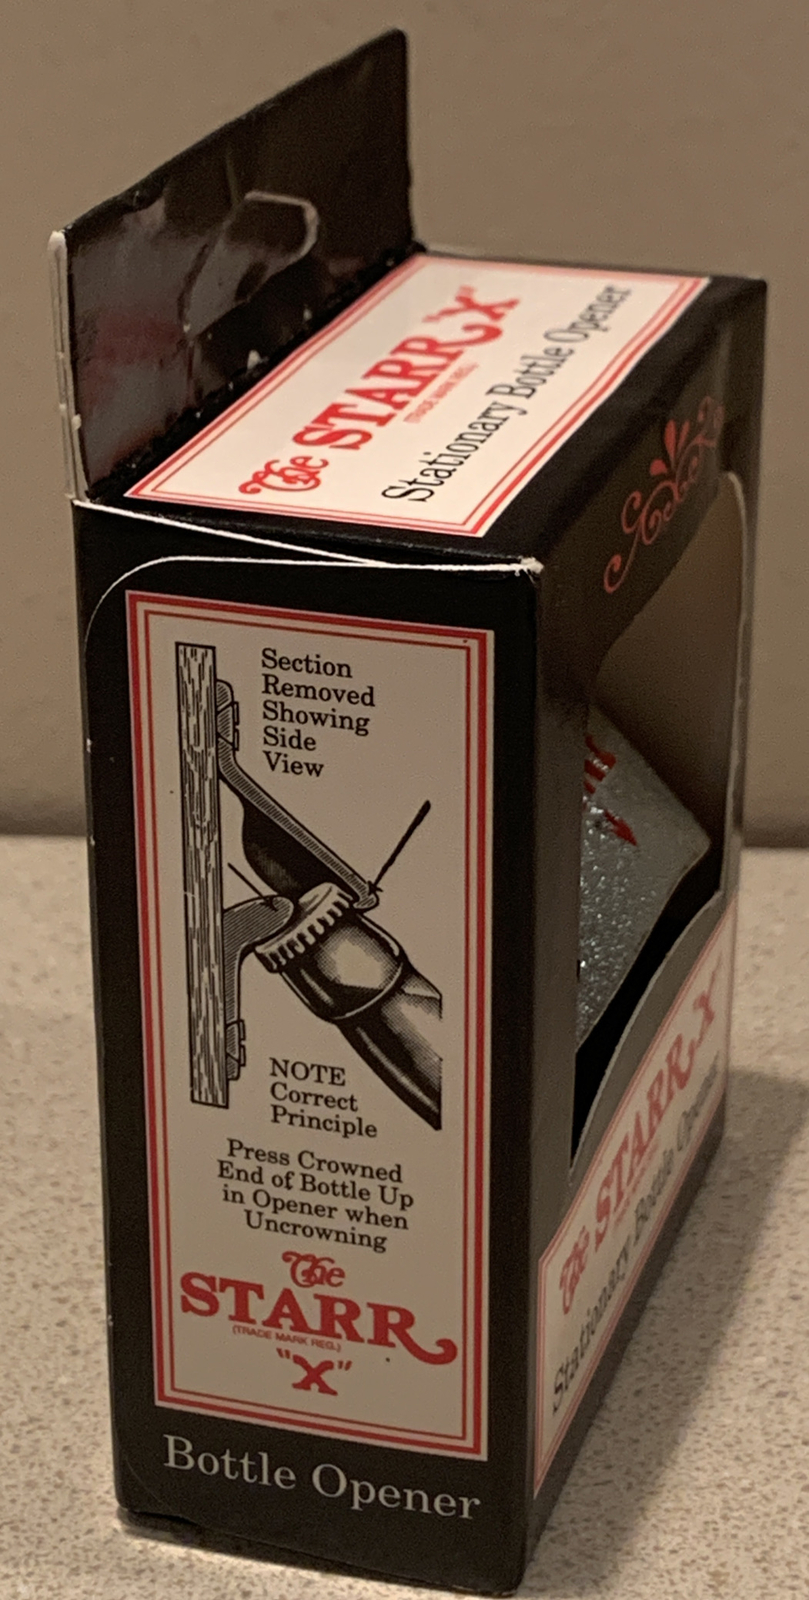 The STARR "X"
(TRADE MARK REG.)
Stationary Bottle Opener
Section
Removed
Showing
Side
View
NOTE
Correct
Principle
Press Crowned
End of Bottle Up
in Opener when
Uncrowning
The
STARR
(TRADE MARK REG.)
"X"
Bottle Opener
The STARR "X"
Stationary Bottle Opener